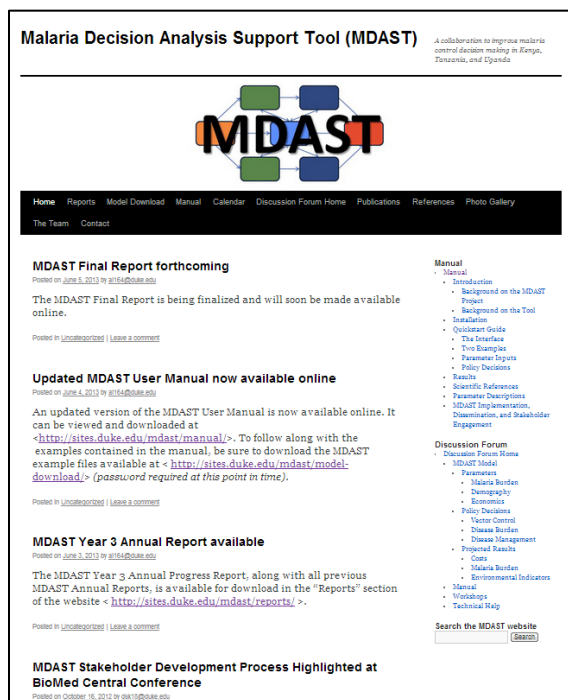 Malaria Decision Analysis Support Tool (MDAST)
A collaboration to improve malaria
control decision making in Kenya,
Tanzania, and Uganda
MDAST
Home Reports Model Download Manual Calendar Discussion Forum Home Publications References Photo Gallery
The Team Contact
MDAST Final Report forthcoming
Posted on June 5, 2013 by al164@duke.edu
The MDAST Final Report is being finalized and will soon be made available
online.
Posted in Uncategorized | Leave a comment
Updated MDAST User Manual now available online
Posted on June 4, 2013 by al164@duke.edu
An updated version of the MDAST User Manual is now available online. It
can be viewed and downloaded at
<http://sites.duke.edu/mdast/manual/>. To follow along with the
examples contained in the manual, be sure to download the MDAST
example files available at < http://sites.duke.edu/mdast/model-
download/> (password required at this point in time).
Posted in Uncategorized | Leave a comment
MDAST Year 3 Annual Report available
Posted on June 3, 2013 by al164@duke.edu
The MDAST Year 3 Annual Progress Report, along with all previous
MDAST Annual Reports, is available for download in the "Reports" section
of the website < http://sites.duke.edu/mdast/reports/ >.
Posted in Uncategorized | Leave a comment
MDAST Stakeholder Development Process Highlighted at
BioMed Central Conference
Posted on October 16, 2012 by dsk18@duke.edu
Manual
Manual
Introduction
Background on the MDAST
Project
Background on the Tool
Installation
Quickstart Guide
The Interface
Two Examples
Parameter Inputs
Policy Decisions
Results
Scientific References
Parameter Descriptions
MDAST Implementation,
Dissemination, and Stakeholder
Engagement
Discussion Forum
Discussion Forum Home
MDAST Model
Parameters
Malaria Burden
Demography
Economics
Policy Decisions
Vector Control
Disease Burden
Disease Management
Projected Results
Costs
Malaria Burden
Environmental Indicators
Manual
Workshops
Technical Help
Search the MDAST website
Search